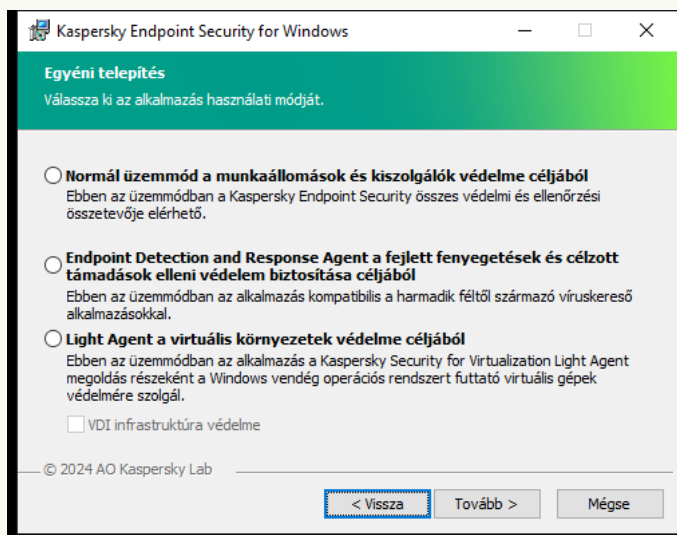 Kaspersky Endpoint Security for Windows
Egyéni telepítés
Válassza ki az alkalmazás használati módját.
Normál üzemmód a munkaállomások és kiszolgálók védelme céljából
Ebben az üzemmódban a Kaspersky Endpoint Security összes védelmi és ellenőrzési
összetevője elérhető.
Endpoint Detection and Response Agent a fejlett fenyegetések és célzott
támadások elleni védelem biztosítása céljából
Ebben az üzemmódban az alkalmazás kompatibilis a harmadik féltől származó víruskereső
alkalmazásokkal.
Light Agent a virtuális környezetek védelme céljából
Ebben az üzemmódban az alkalmazás a Kaspersky Security for Virtualization Light Agent
megoldás részeként a Windows vendég operációs rendszert futtató virtuális gépek
védelmére szolgál.
VDI infrastruktúra védelme
© 2024 AO Kaspersky Lab
< Vissza Tovább > Mégse